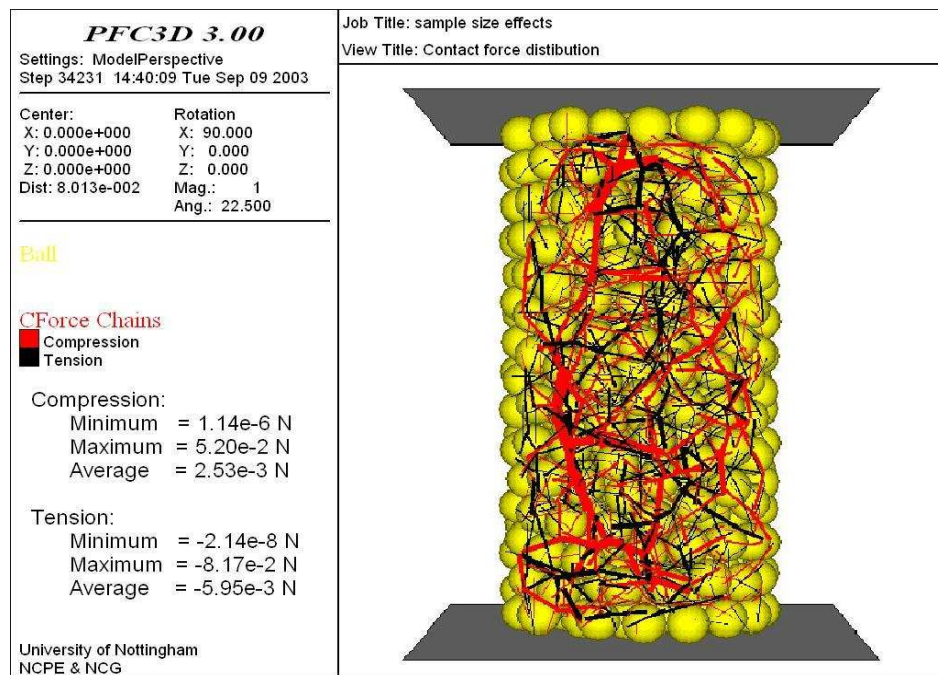 PFC3D 3.00
Settings: ModelPerspective
Step 34231 14:40:09 Tue Sep 09 2003
Center:
X: 0.000e+000
Y: 0.000e+000
Z: 0.000e+000
Dist: 8.013e-002
Rotation
X: 90.000
Y: 0.000
Z: 0.000
Mag.: 1
Ang.: 22.500
Ball
CForce Chains
Compression
Tension
Compression:
Minimum = 1.14e-6 N
Maximum = 5.20e-2 N
Average = 2.53e-3 N
Tension:
Minimum = -2.14e-8 N
Maximum = -8.17e-2 N
Average = -5.95e-3 N
University of Nottingham
NCPE & NCG
Job Title: sample size effects
View Title: Contact force distibution